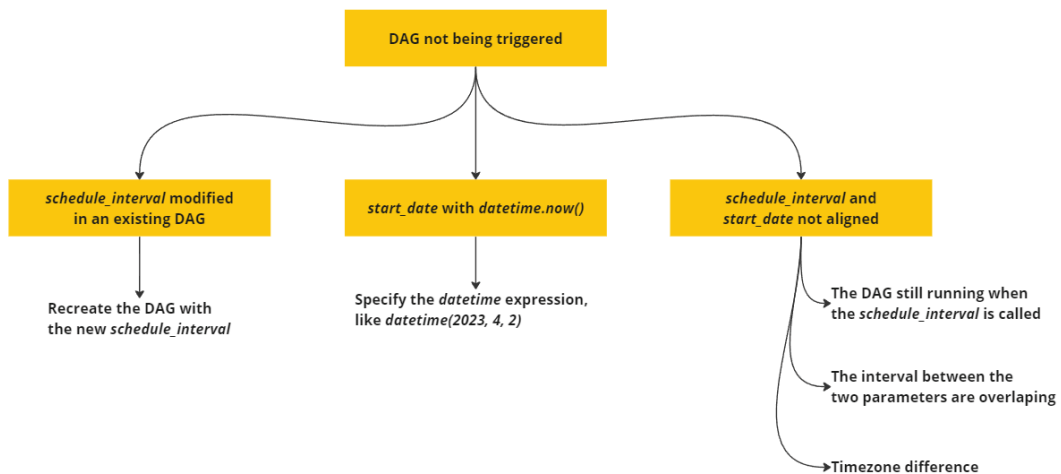 DAG not being triggered
schedule_interval modified
in an existing DAG
start_date with datetime.now()
schedule_interval and
start_date not aligned
Recreate the DAG with
the new schedule_interval
Specify the datetime expression,
like datetime(2023, 4, 2)
The DAG still running when
the schedule_interval is called
The interval between the
two parameters are overlaping
Timezone difference